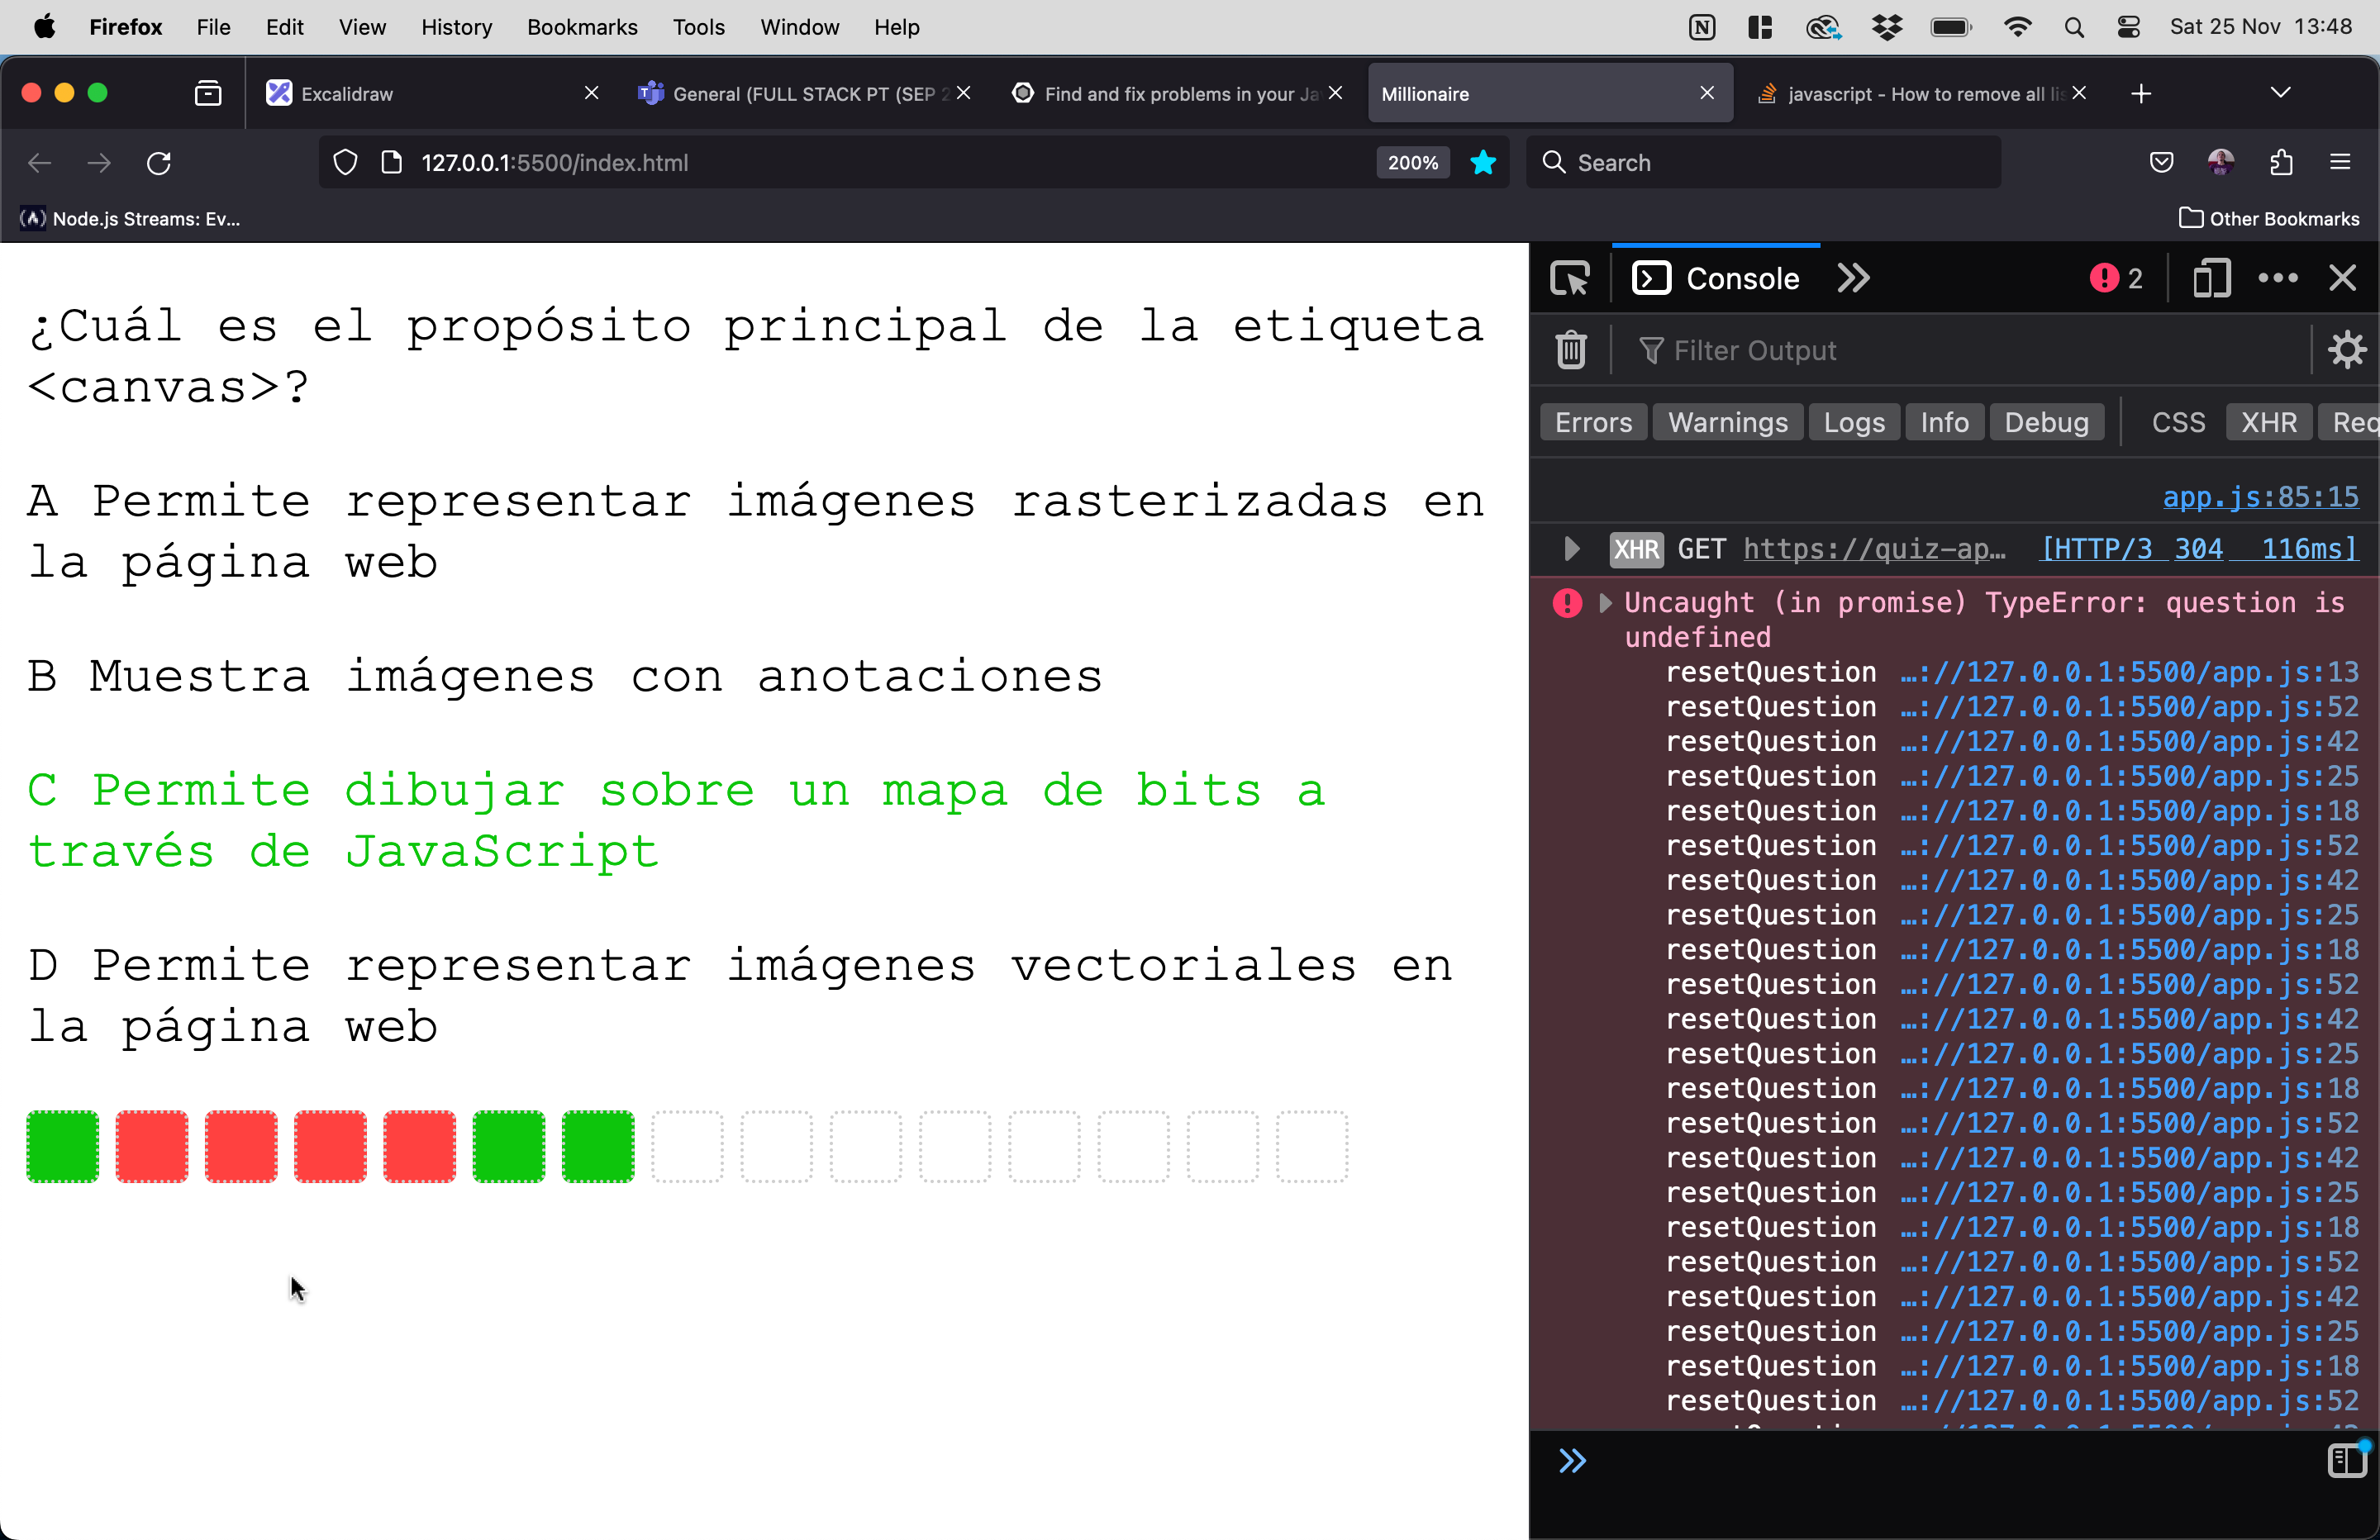 Firefox File Edit View History Bookmarks Tools Window Help Sat 25 Nov 13:48
Excalidraw General (FULL STACK PT (SEP 2 Find and fix problems in your Ja Millionaire javascript - How to remove all lis
127.0.0.1:5500/index.html 200% Search
Node.js Streams: Ev... Other Bookmarks
¿Cuál es el propósito principal de la etiqueta
<canvas>?
A Permite representar imágenes rasterizadas en
la página web
B Muestra imágenes con anotaciones
C Permite dibujar sobre un mapa de bits a
través de JavaScript
D Permite representar imágenes vectoriales en
la página web
Console 2
Filter Output
Errors Warnings Logs Info Debug CSS XHR Req
app.js:85:15
XHR GET https://quiz-ap… [HTTP/3 304 116ms]
Uncaught (in promise) TypeError: question is
undefined
resetQuestion …://127.0.0.1:5500/app.js:13
resetQuestion …://127.0.0.1:5500/app.js:52
resetQuestion …://127.0.0.1:5500/app.js:42
resetQuestion …://127.0.0.1:5500/app.js:25
resetQuestion …://127.0.0.1:5500/app.js:18
resetQuestion …://127.0.0.1:5500/app.js:52
resetQuestion …://127.0.0.1:5500/app.js:42
resetQuestion …://127.0.0.1:5500/app.js:25
resetQuestion …://127.0.0.1:5500/app.js:18
resetQuestion …://127.0.0.1:5500/app.js:52
resetQuestion …://127.0.0.1:5500/app.js:42
resetQuestion …://127.0.0.1:5500/app.js:25
resetQuestion …://127.0.0.1:5500/app.js:18
resetQuestion …://127.0.0.1:5500/app.js:52
resetQuestion …://127.0.0.1:5500/app.js:42
resetQuestion …://127.0.0.1:5500/app.js:25
resetQuestion …://127.0.0.1:5500/app.js:18
resetQuestion …://127.0.0.1:5500/app.js:52
resetQuestion …://127.0.0.1:5500/app.js:42
resetQuestion …://127.0.0.1:5500/app.js:25
resetQuestion …://127.0.0.1:5500/app.js:18
resetQuestion …://127.0.0.1:5500/app.js:52